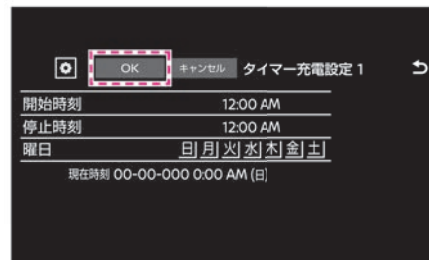 OK キャンセル タイマー充電設定 1
開始時刻 12:00 AM
停止時刻 12:00 AM
曜日 日 月 火 水 木 金 土
現在時刻 00-00-000 0:00 AM (日)